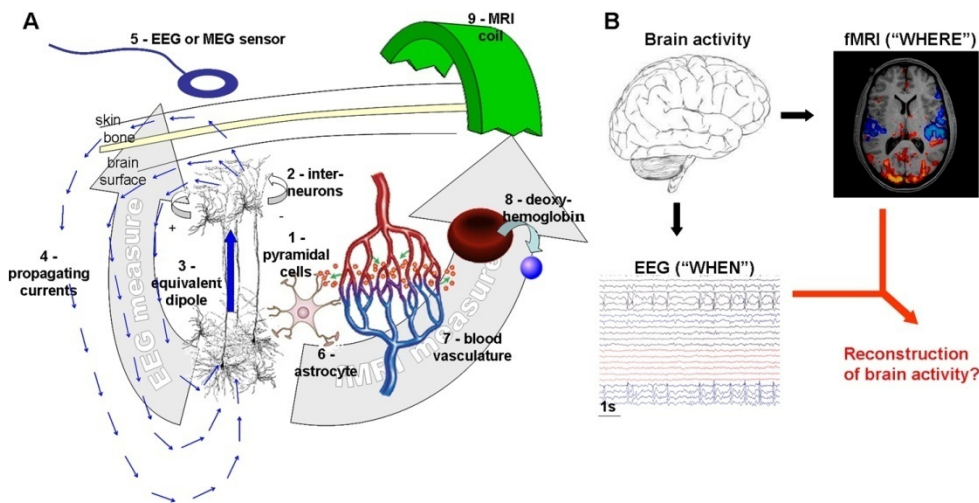 A
5 - EEG or MEG sensor
9 - MRI
coil
skin
bone
brain
surface
2 - inter-
neurons
+
-
1 -
pyramidal
cells
8 - deoxy-
hemoglobin
4 -
propagating
currents
3 -
equivalent
dipole
6 -
astrocyte
7 - blood
vasculature
EEG measure
fMRI measure
B
Brain activity
fMRI (“WHERE”)
EEG (“WHEN”)
1s
Reconstruction
of brain activity?